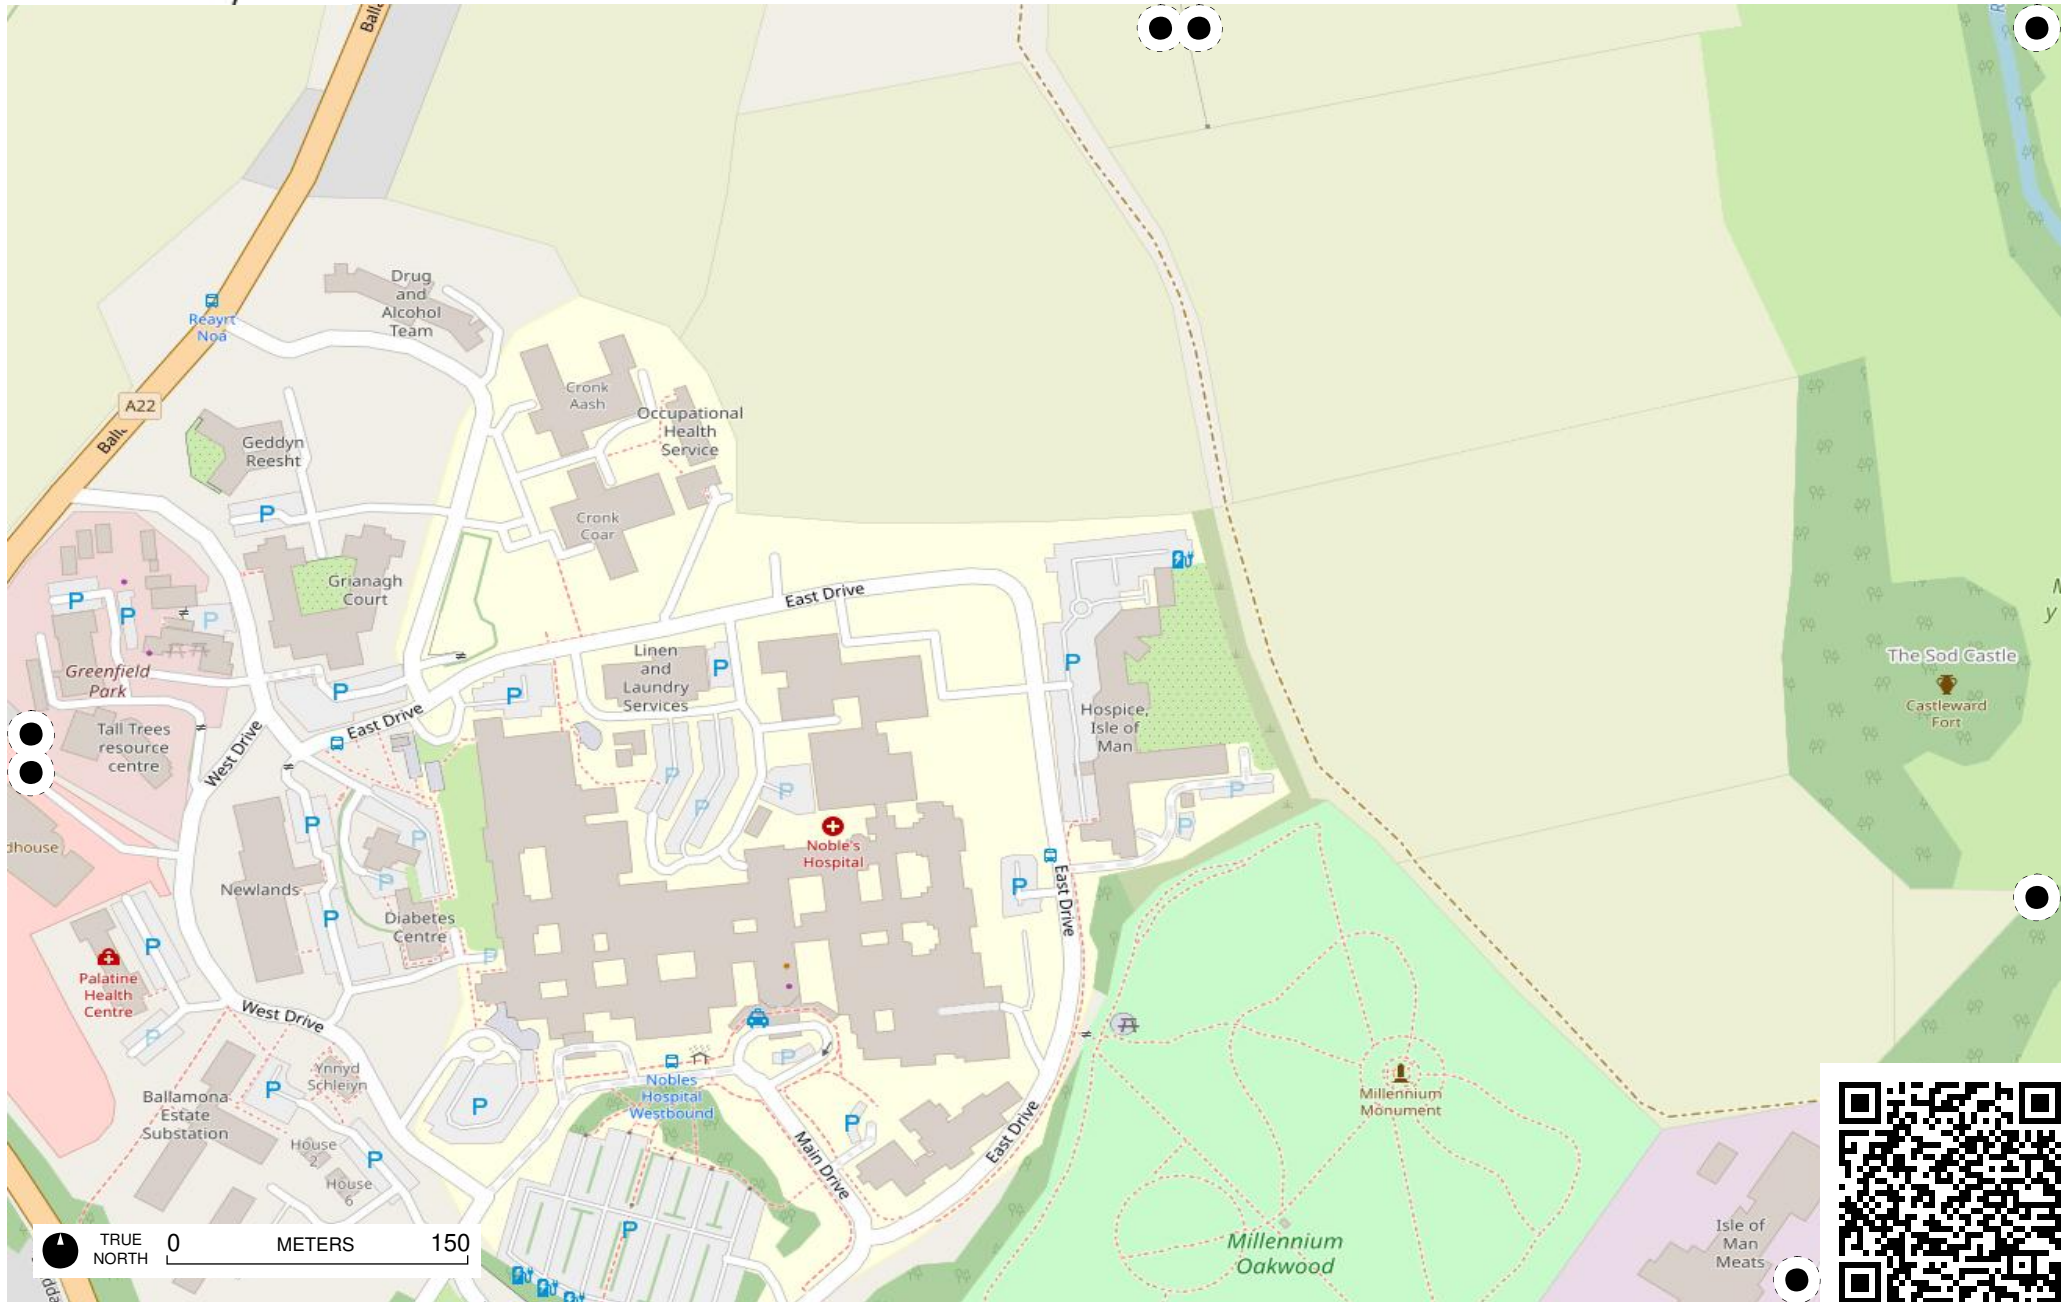 Drug
and
Alcohol
Team
Reayrt
Noa
A22
Cronk
Aash
Occupational
Health
Service
Geddyn
Reesht
P
Cronk
Coar
Grianagh
Court
East Drive
P
P
P
Greenfield
Park
Linen
and
Laundry
Services
P
P
P
P
The Sod Castle
Castleward
Fort
Hospice,
Isle of
Man
East Drive
West Drive
Tall Trees
resource
centre
P
P
P
P
P
P
P
Noble's
Hospital
dhouse
Newlands
P
P
P
Diabetes
Centre
East Drive
P
P
Palatine
Health
Centre
West Drive
P
P
Ynnyd
Schleiyn
P
Nobles
Hospital
Westbound
Millennium
Monument
Ballamona
Estate
Substation
P
P
P
House
2
House
6
Main Drive
East Drive
P
Millennium
Oakwood
Isle of
Man
Meats
TRUE
NORTH
0 METERS 150